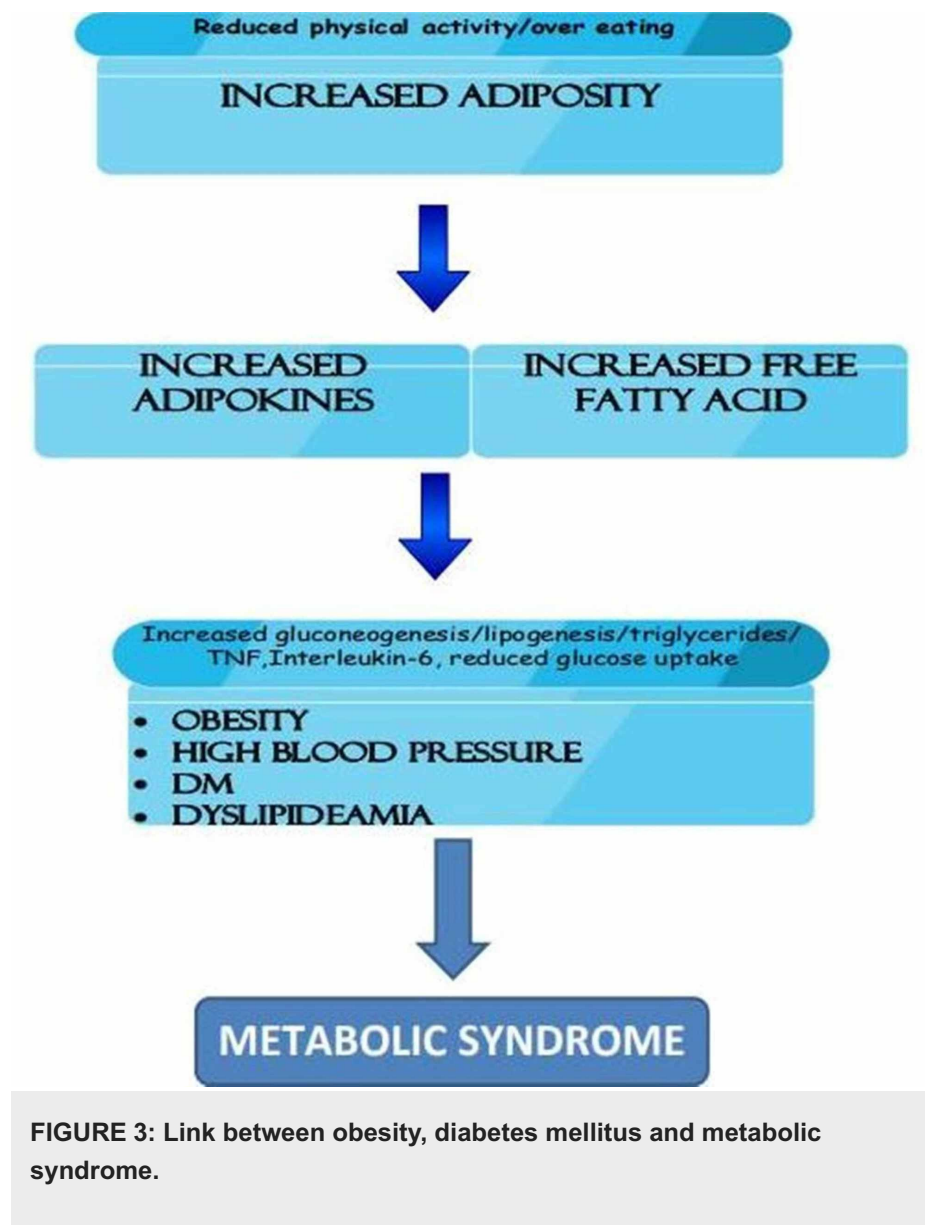 Reduced physical activity/over eating
INCREASED ADIPOSITY
INCREASED
ADIPOKINES
INCREASED FREE
FATTY ACID
Increased gluconeogenesis/lipogenesis/triglycerides/
TNF,Interleukin-6, reduced glucose uptake
• OBESITY
• HIGH BLOOD PRESSURE
• DM
• DYSLIPIDEAMIA
METABOLIC SYNDROME
FIGURE 3: Link between obesity, diabetes mellitus and metabolic
syndrome.